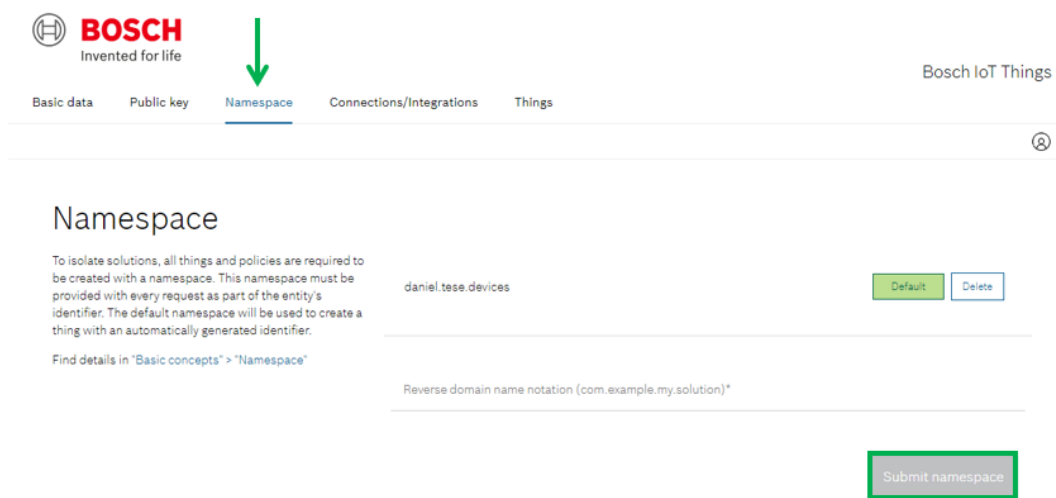 BOSCH
Invented for life
Bosch IoT Things
Basic data Public key Namespace Connections/Integrations Things
Namespace
To isolate solutions, all things and policies are required to
be created with a namespace. This namespace must be
provided with every request as part of the entity's
identifier. The default namespace will be used to create a
thing with an automatically generated identifier.
Find details in "Basic concepts" > "Namespace"
daniel.tese.devices
Default
Delete
Reverse domain name notation (com.example.my.solution)*
Submit namespace